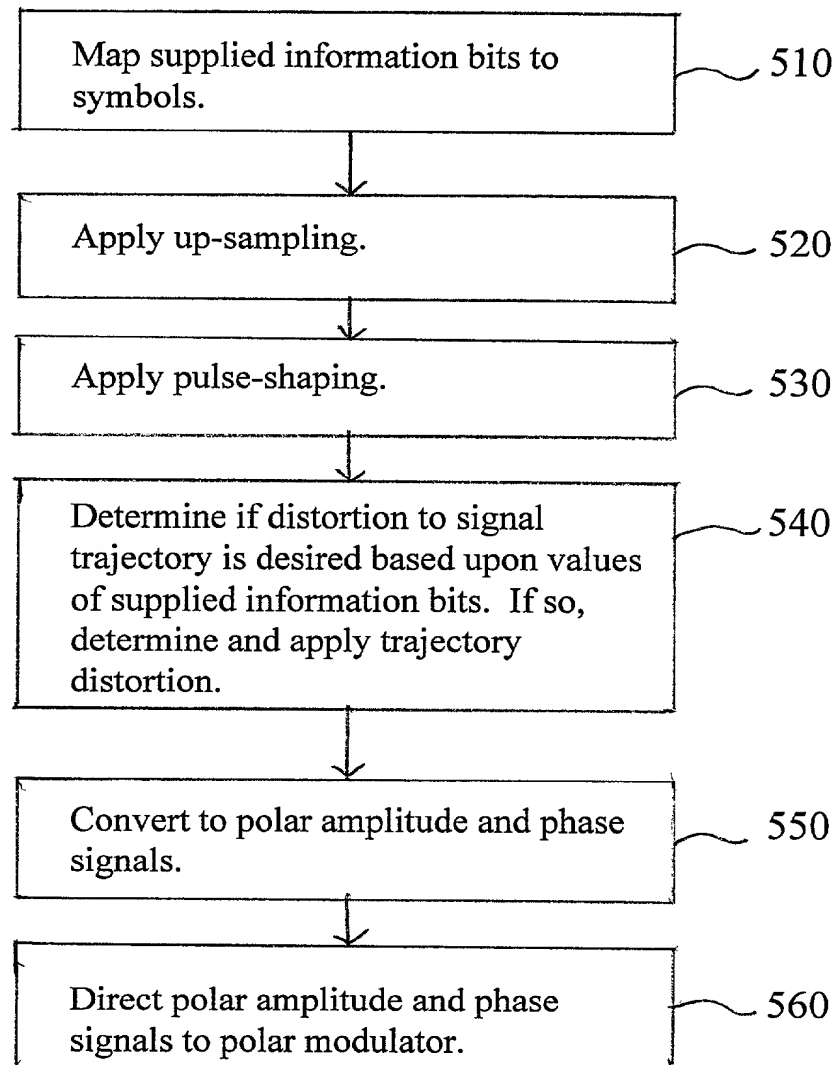 Map supplied information bits to
symbols.
510
Apply up-sampling.
520
Apply pulse-shaping.
530
Determine if distortion to signal
trajectory is desired based upon values
of supplied information bits. If so,
determine and apply trajectory
distortion.
540
Convert to polar amplitude and phase
signals.
550
Direct polar amplitude and phase
signals to polar modulator.
560